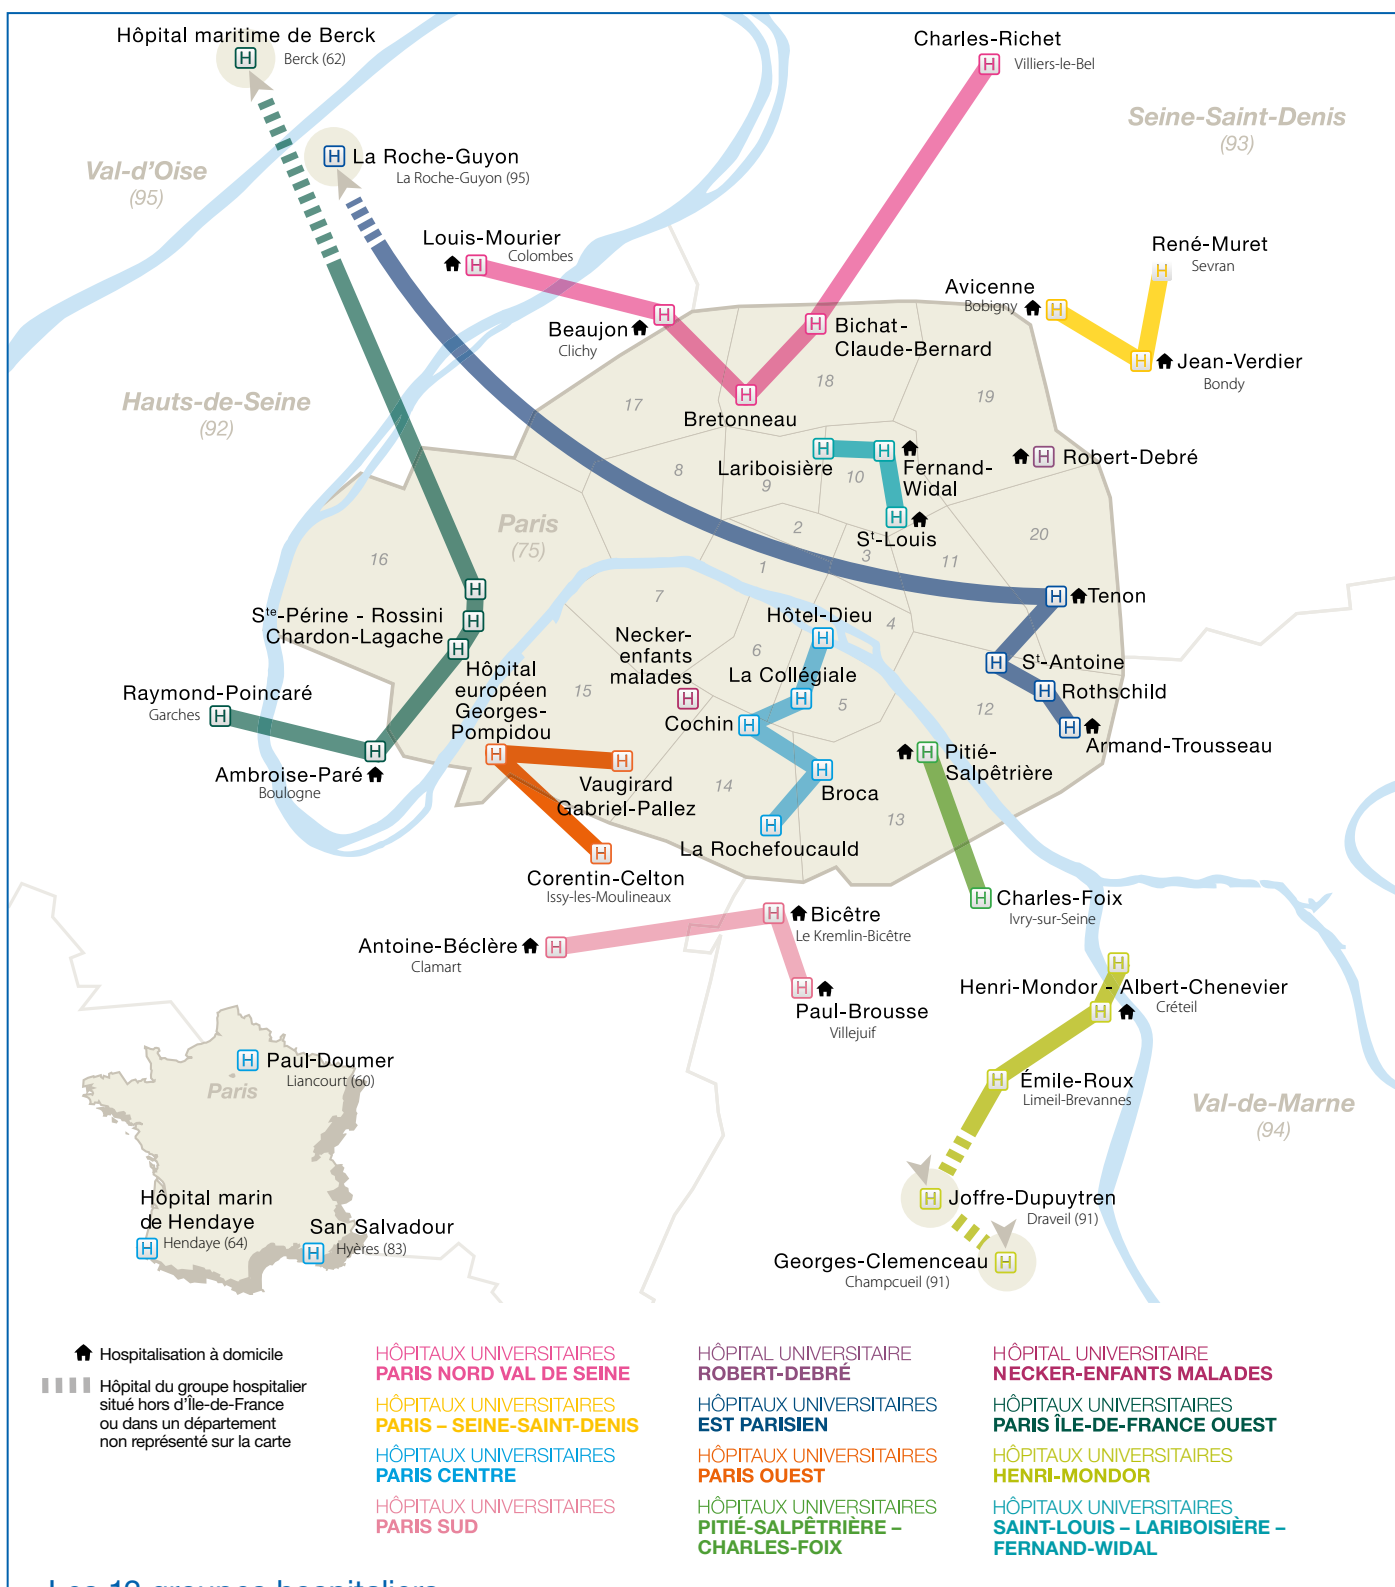 Hôpital maritime de Berck
H
Berck (62)
Charles-Richet
H
Villiers-le-Bel
Seine-Saint-Denis
(93)
Val-d'Oise
(95)
H
La Roche-Guyon
La Roche-Guyon (95)
Louis-Mourier
Colombes
H
René-Muret
Sevran
H
Avicenne
Bobigny
H
Beaujon
Clichy
H
H
Bichat-
Claude-Bernard
H
Jean-Verdier
Bondy
Hauts-de-Seine
(92)
17
18
19
H
Bretonneau
H
Lariboisière
H
Fernand-
Widal
H
Robert-Debré
8
9
10
H
St-Louis
Paris
(75)
16
2
3
11
20
1
7
4
H
H
H
Ste-Périne - Rossini
Chardon-Lagache
H
Tenon
Hôtel-Dieu
H
Necker-
enfants
malades
H
6
La Collégiale
H
H
St-Antoine
H
Rothschild
Raymond-Poincaré
Garches
H
Hôpital
européen
Georges-
Pompidou
H
15
5
12
Cochin
H
H
Armand-Trousseau
H
Ambroise-Paré
Boulogne
H
Vaugirard
Gabriel-Pallez
H
Pitié-
Salpêtrière
14
H
Broca
13
H
La Rochefoucauld
H
Corentin-Celton
Issy-les-Moulineaux
H
Charles-Foix
Ivry-sur-Seine
H
Bicêtre
Le Kremlin-Bicêtre
Antoine-Béclère
Clamart
H
H
Henri-Mondor - Albert-Chenevier
Créteil
H
H
Paul-Brousse
Villejuif
H
Paul-Doumer
Liancourt (60)
Paris
H
Émile-Roux
Limeil-Brevannes
Val-de-Marne
(94)
Hôpital marin
de Hendaye
Hendaye (64)
H
San Salvadour
Hyères (83)
H
H
Joffre-Dupuytren
Draveil (91)
Georges-Clemenceau
Champcueil (91)
H
Hospitalisation à domicile
Hôpital du groupe hospitalier
situé hors d'Île-de-France
ou dans un département
non représenté sur la carte
HÔPITAUX UNIVERSITAIRES
PARIS NORD VAL DE SEINE
HÔPITAUX UNIVERSITAIRES
PARIS – SEINE-SAINT-DENIS
HÔPITAUX UNIVERSITAIRES
PARIS CENTRE
HÔPITAUX UNIVERSITAIRES
PARIS SUD
HÔPITAL UNIVERSITAIRE
ROBERT-DEBRÉ
HÔPITAUX UNIVERSITAIRES
EST PARISIEN
HÔPITAUX UNIVERSITAIRES
PARIS OUEST
HÔPITAUX UNIVERSITAIRES
PITIÉ-SALPÊTRIÈRE –
CHARLES-FOIX
HÔPITAL UNIVERSITAIRE
NECKER-ENFANTS MALADES
HÔPITAUX UNIVERSITAIRES
PARIS ÎLE-DE-FRANCE OUEST
HÔPITAUX UNIVERSITAIRES
HENRI-MONDOR
HÔPITAUX UNIVERSITAIRES
SAINT-LOUIS – LARIBOISIÈRE –
FERNAND-WIDAL
Les 12 groupes hospitaliers